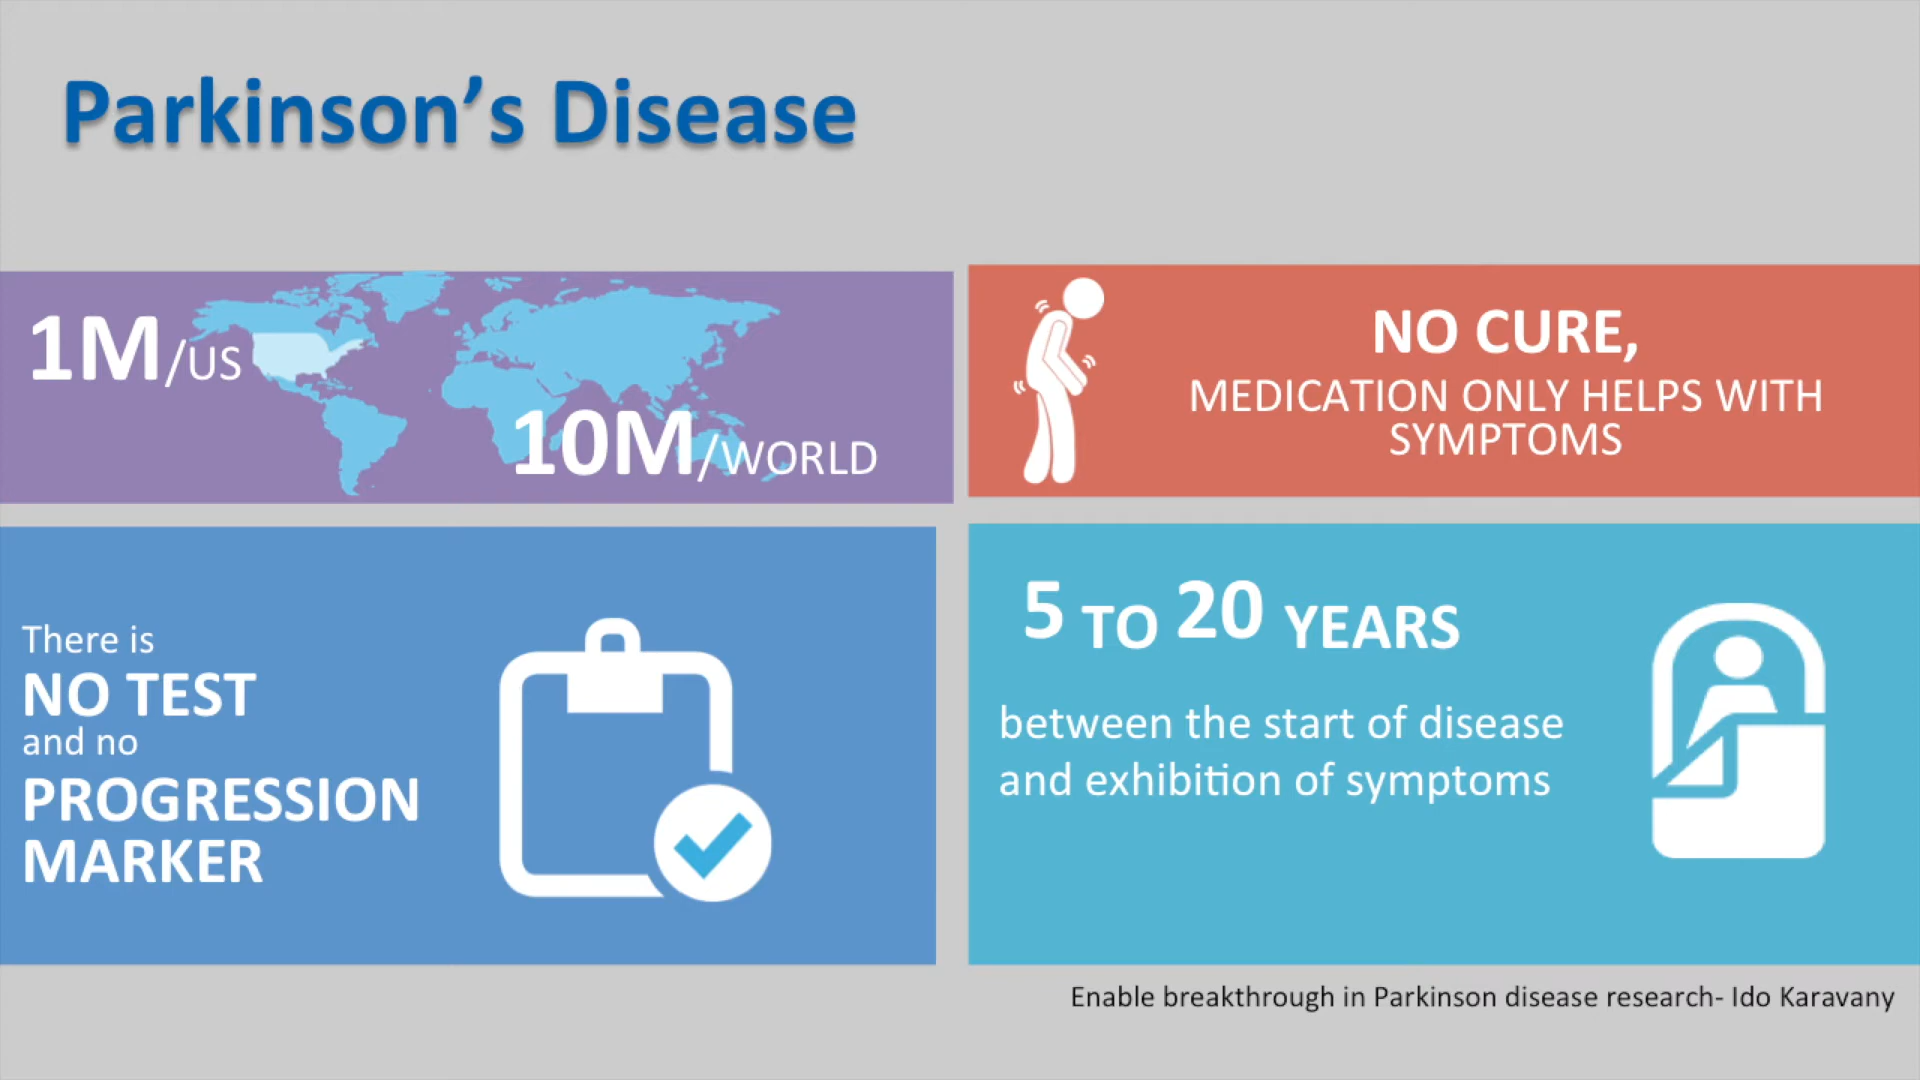 Parkinson’s Disease
1M/US
10M/WORLD
NO CURE,
MEDICATION ONLY HELPS WITH
SYMPTOMS
There is
NO TEST
and no
PROGRESSION
MARKER
5 TO 20 YEARS
between the start of disease
and exhibition of symptoms
Enable breakthrough in Parkinson disease research- Ido Karavany